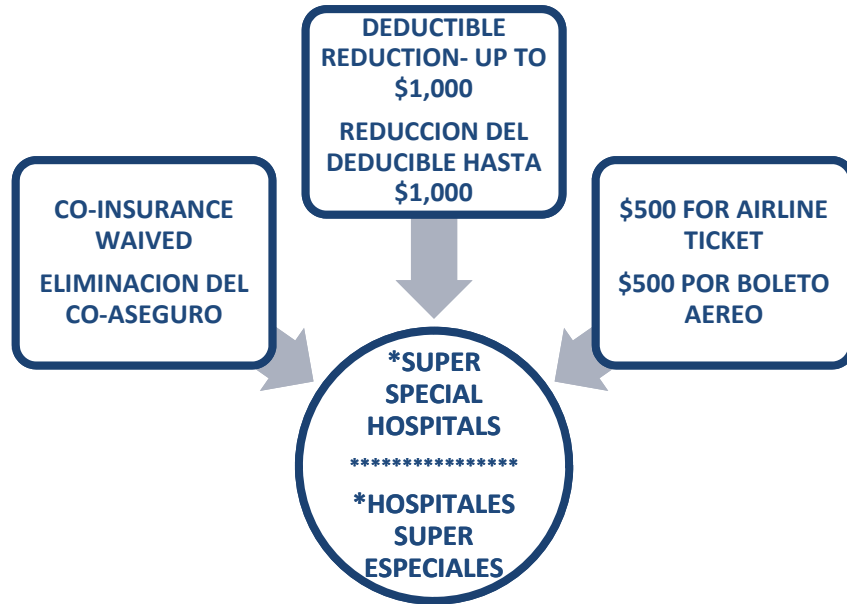 DEDUCTIBLE
REDUCTION- UP TO
$1,000
REDUCCION DEL
DEDUCIBLE HASTA
$1,000
CO-INSURANCE
WAIVED
ELIMINACION DEL
CO-ASEGURO
$500 FOR AIRLINE
TICKET
$500 POR BOLETO
AEREO
*SUPER
SPECIAL
HOSPITALS
****************
*HOSPITALES
SUPER
ESPECIALES